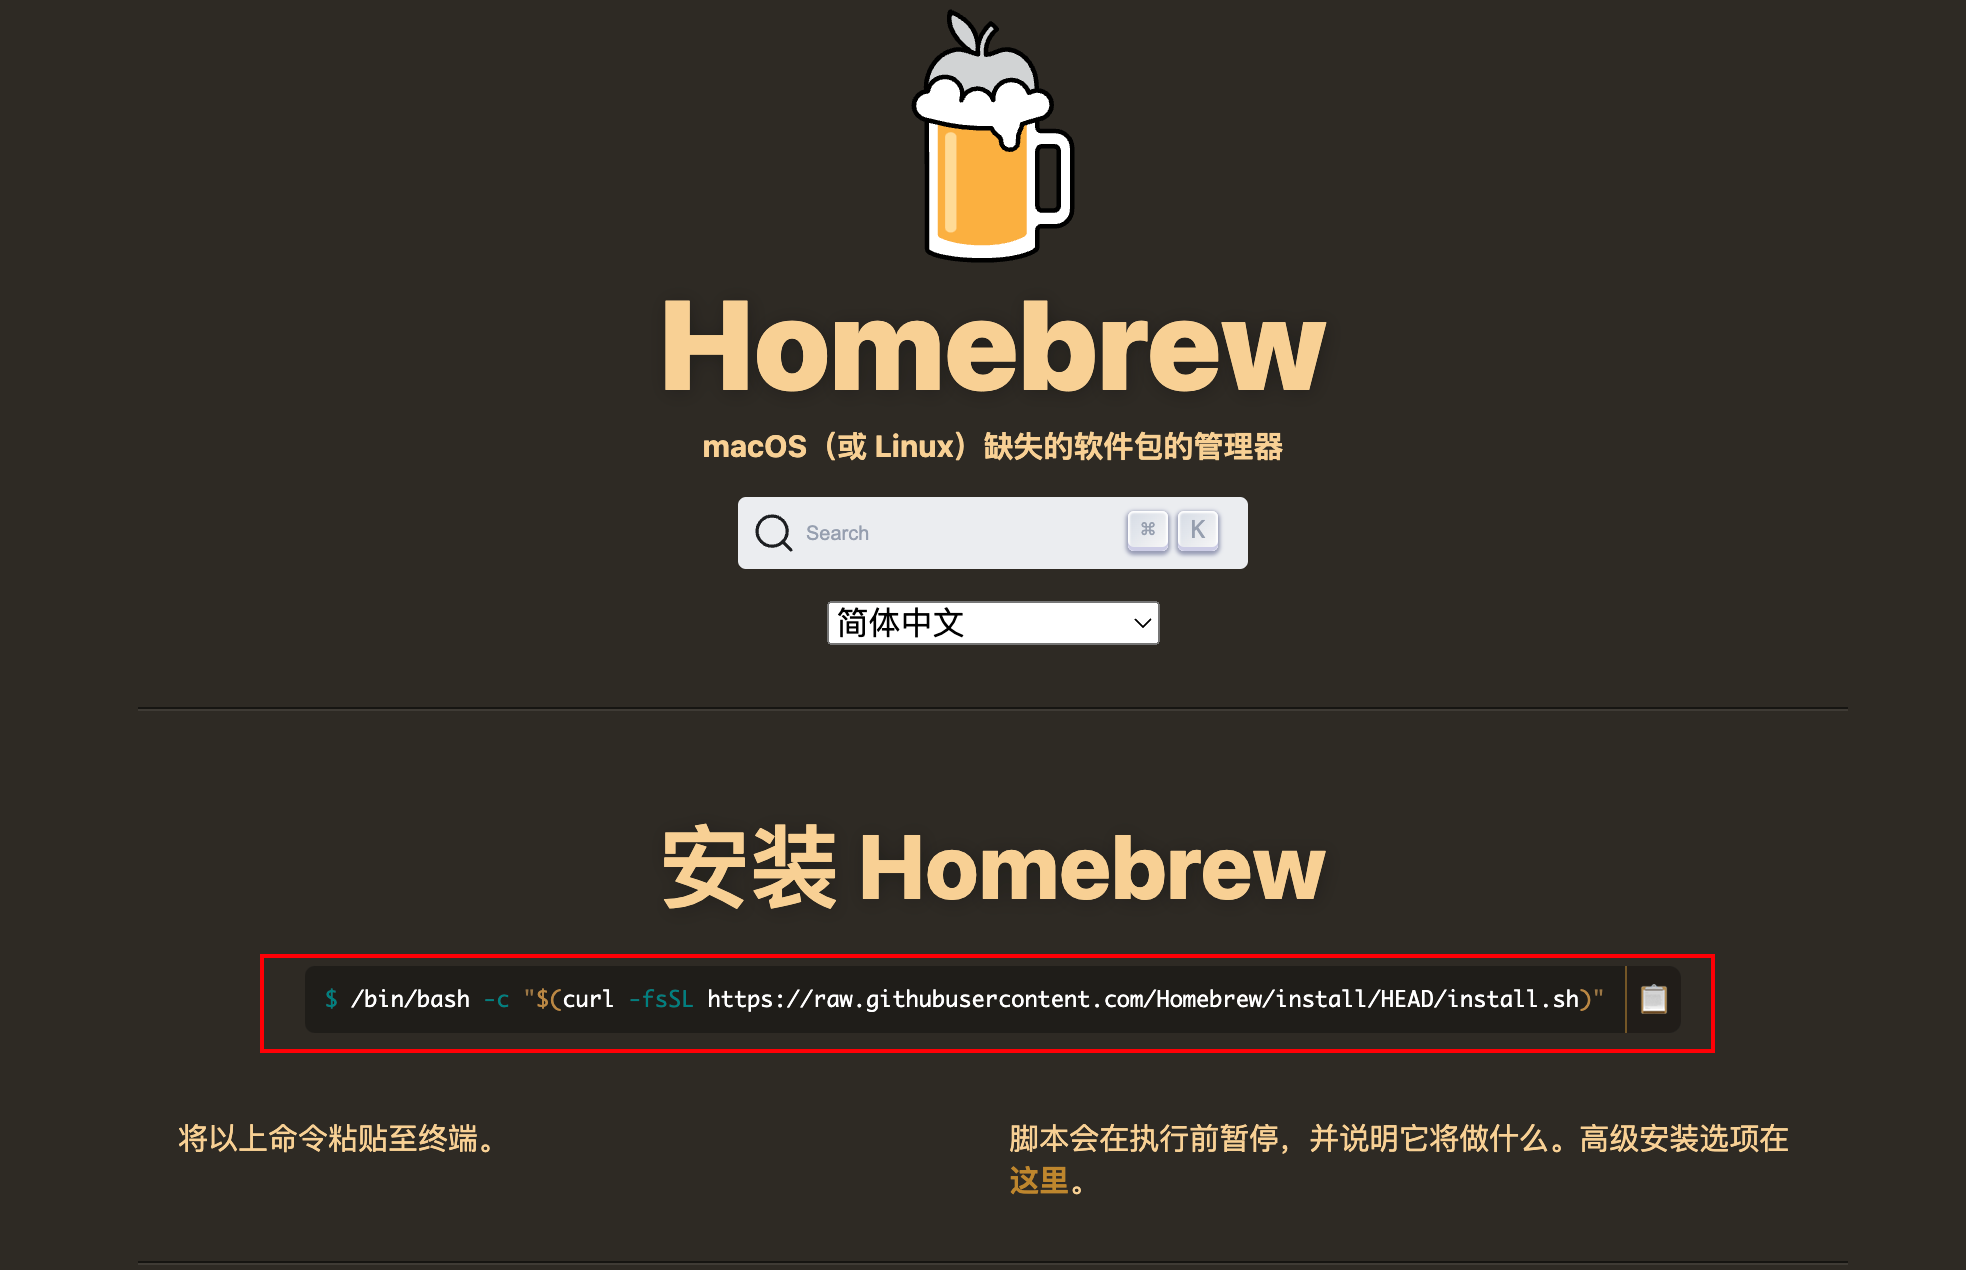 Homebrew
macOS（或 Linux）缺失的软件包的管理器
Search ⌘ K
简体中文
安装 Homebrew
$ /bin/bash -c "$(curl -fsSL https://raw.githubusercontent.com/Homebrew/install/HEAD/install.sh)"
将以上命令粘贴至终端。
脚本会在执行前暂停，并说明它将做什么。高级安装选项在
这里。